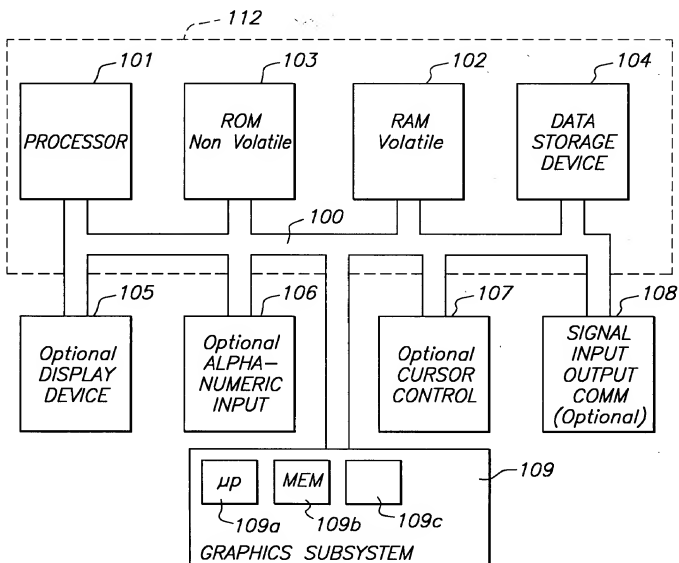 112
101
103
102
104
PROCESSOR
ROM
Non Volatile
RAM
Volatile
DATA
STORAGE
DEVICE
100
105
106
107
108
Optional
DISPLAY
DEVICE
Optional
ALPHA-
NUMERIC
INPUT
Optional
CURSOR
CONTROL
SIGNAL
INPUT
OUTPUT
COMM
(Optional)
109
μp
MEM
109a
109b
109c
GRAPHICS SUBSYSTEM